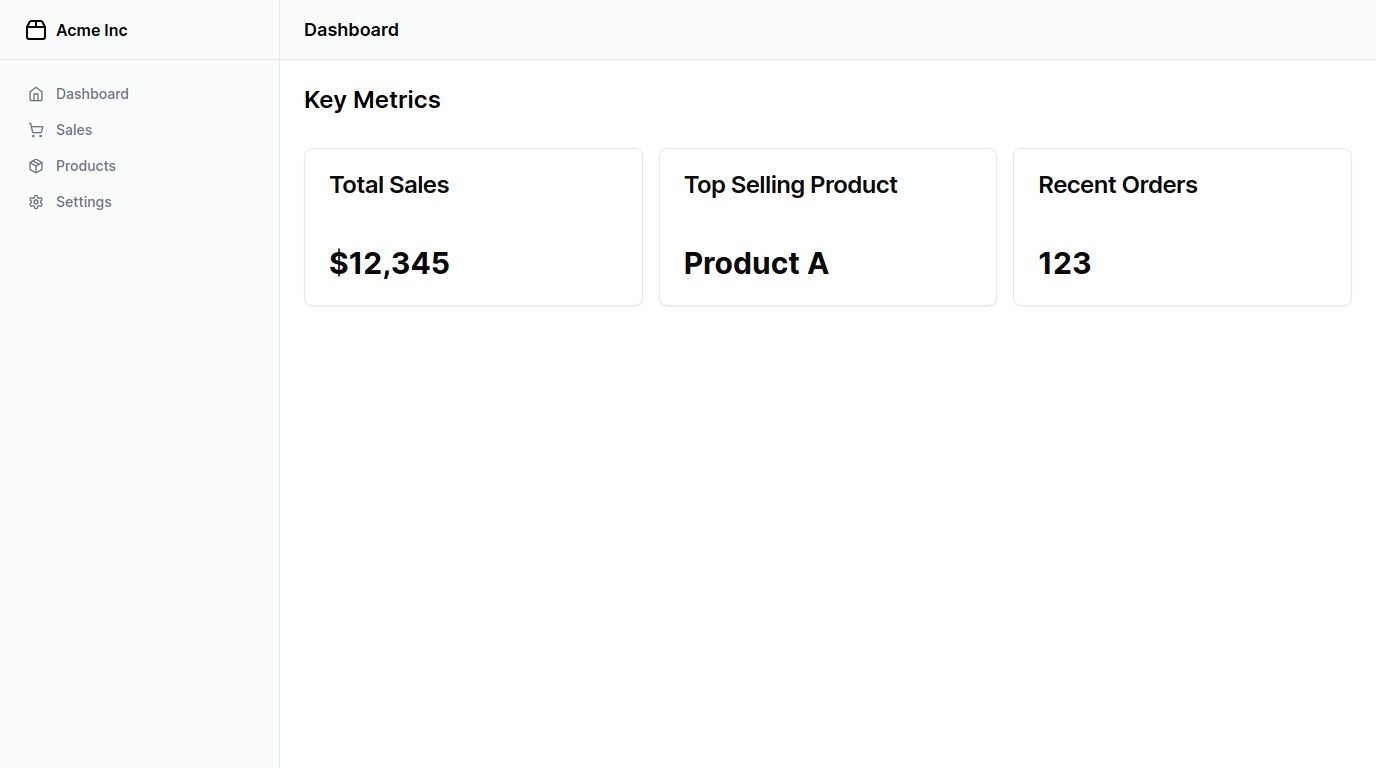 Acme Inc
Dashboard
Sales
Products
Settings
Dashboard
Key Metrics
Total Sales
$12,345
Top Selling Product
Product A
Recent Orders
123